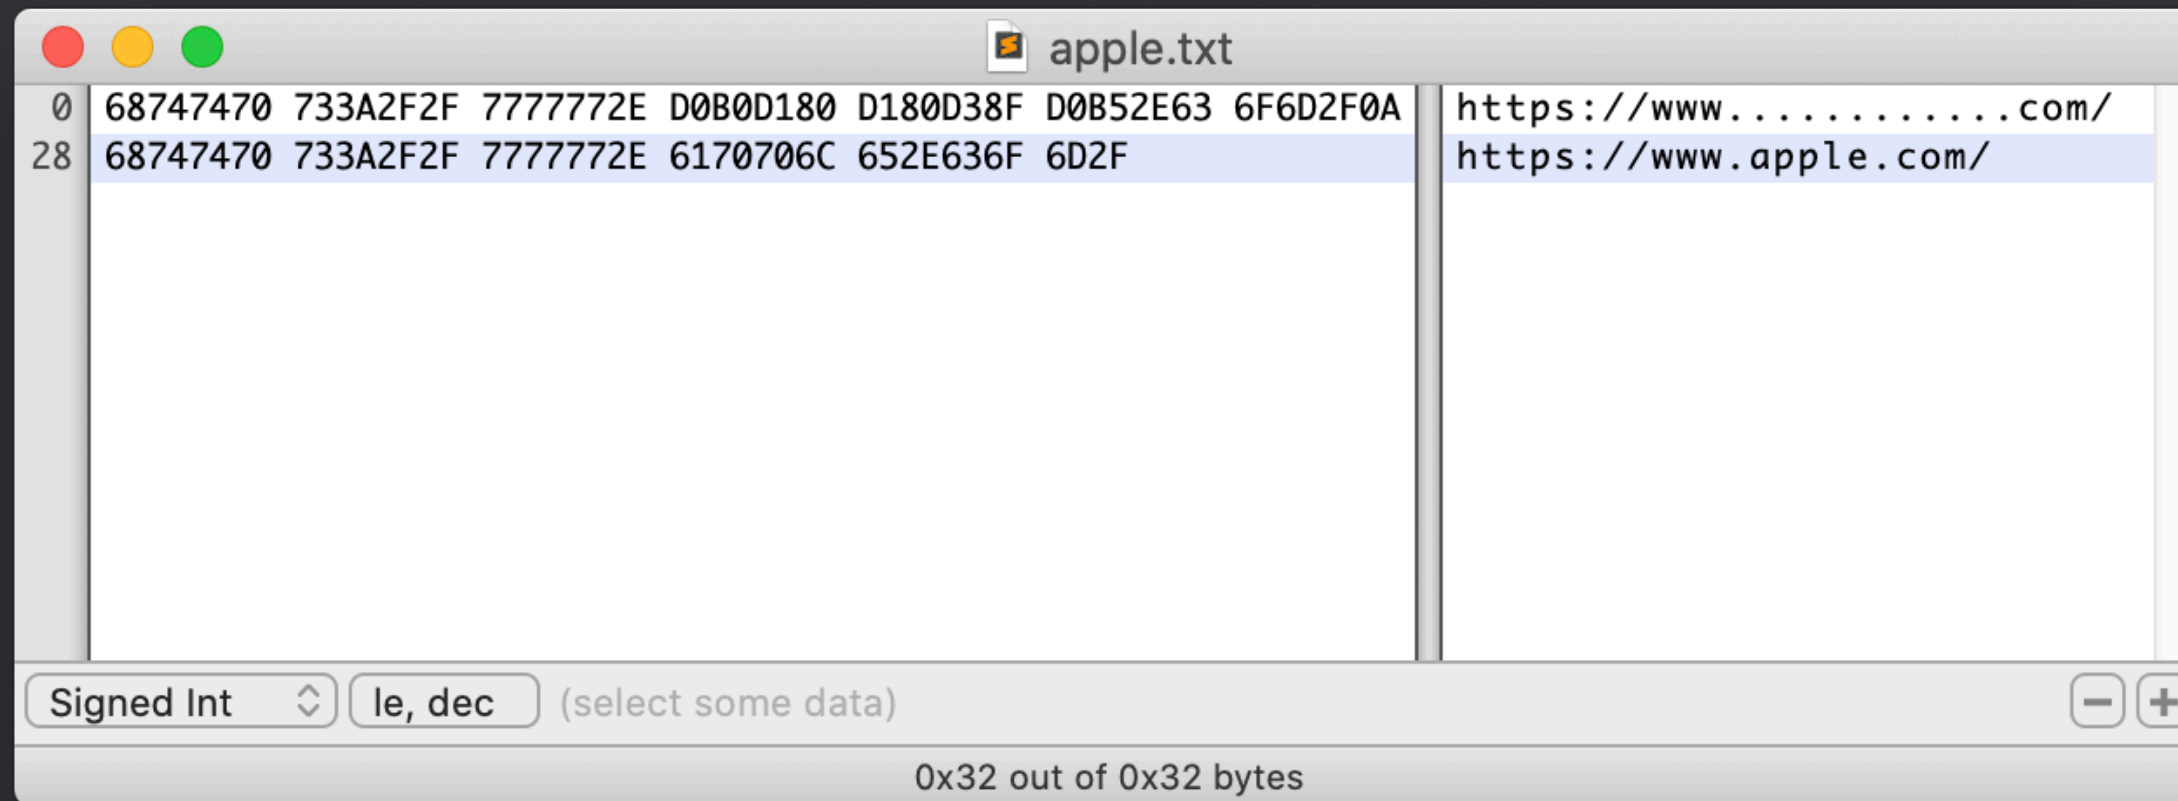 apple.txt
0 68747470 733A2F2F 7777772E D0B0D180 D180D38F D0B52E63 6F6D2F0A https://www............com/
28 68747470 733A2F2F 7777772E 6170706C 652E636F 6D2F https://www.apple.com/
Signed Int le, dec (select some data)
0x32 out of 0x32 bytes